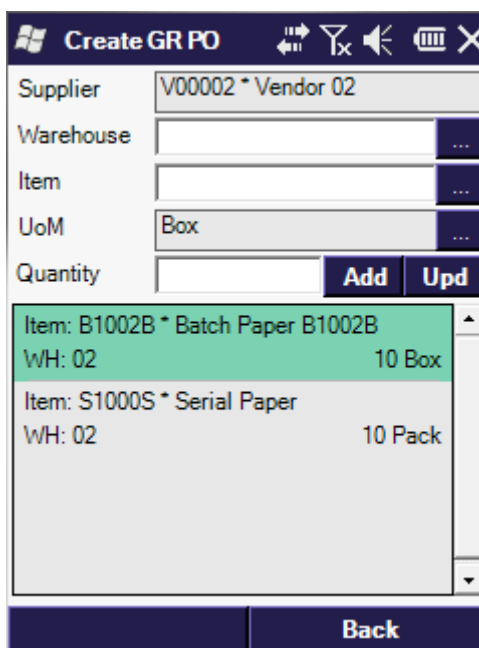 Create GR PO
Supplier V00002 * Vendor 02
Warehouse ...
Item ...
UoM Box ...
Quantity Add Upd
Item: B1002B * Batch Paper B1002B
WH: 02 10 Box
Item: S1000S * Serial Paper
WH: 02 10 Pack
Back